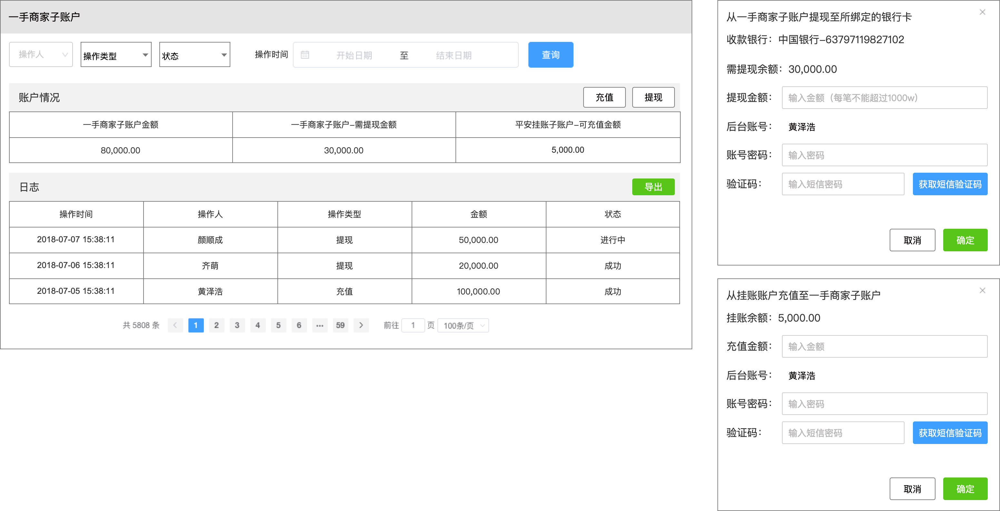 一手商家子账户
操作人 操作类型 状态 操作时间 开始日期 至 结束日期 查询
账户情况 充值 提现
一手商家子账户金额 一手商家子账户-需提现金额 平安挂账子账户-可充值金额
80,000.00 30,000.00 5,000.00
日志 导出
操作时间 操作人 操作类型 金额 状态
2018-07-07 15:38:11 颜顺成 提现 50,000.00 进行中
2018-07-06 15:38:11 齐萌 提现 20,000.00 成功
2018-07-05 15:38:11 黄泽浩 充值 100,000.00 成功
共 5808 条 1 2 3 4 5 6 ··· 59 前往 1 页 100条/页
从一手商家子账户提现至所绑定的银行卡
收款银行：中国银行-63797119827102
需提现余额：30,000.00
提现金额： 输入金额（每笔不能超过1000w）
后台账号： 黄泽浩
账号密码： 输入密码
验证码： 输入短信密码 获取短信验证码
取消 确定
从挂账账户充值至一手商家子账户
挂账余额：5,000.00
充值金额： 输入金额
后台账号： 黄泽浩
账号密码： 输入密码
验证码： 输入短信密码 获取短信验证码
取消 确定